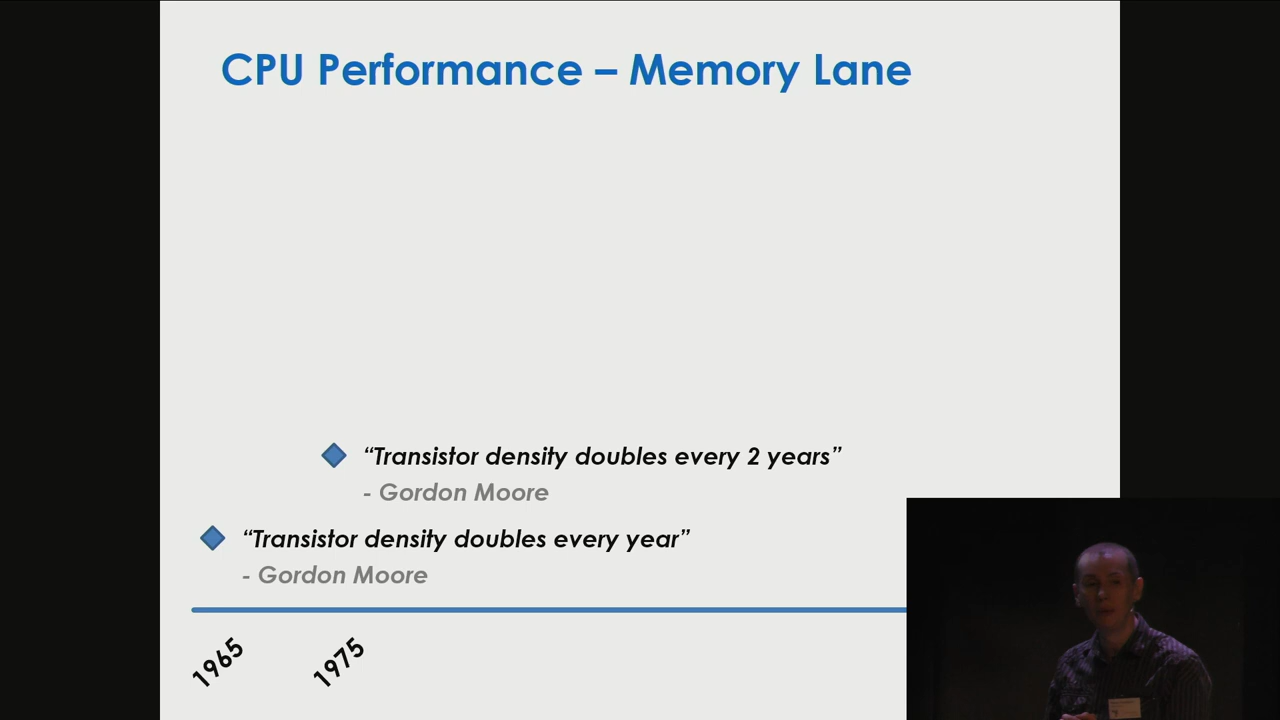 CPU Performance – Memory Lane
“Transistor density doubles every 2 years”
- Gordon Moore
“Transistor density doubles every year”
- Gordon Moore
1965
1975